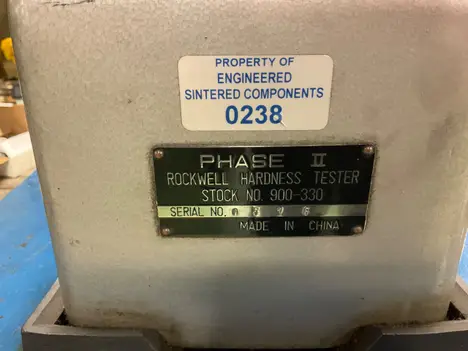 PROPERTY OF
ENGINEERED
SINTERED COMPONENTS
0238
PHASE II
ROCKWELL HARDNESS TESTER
STOCK NO. 900-330
SERIAL NO.
MADE IN CHINA